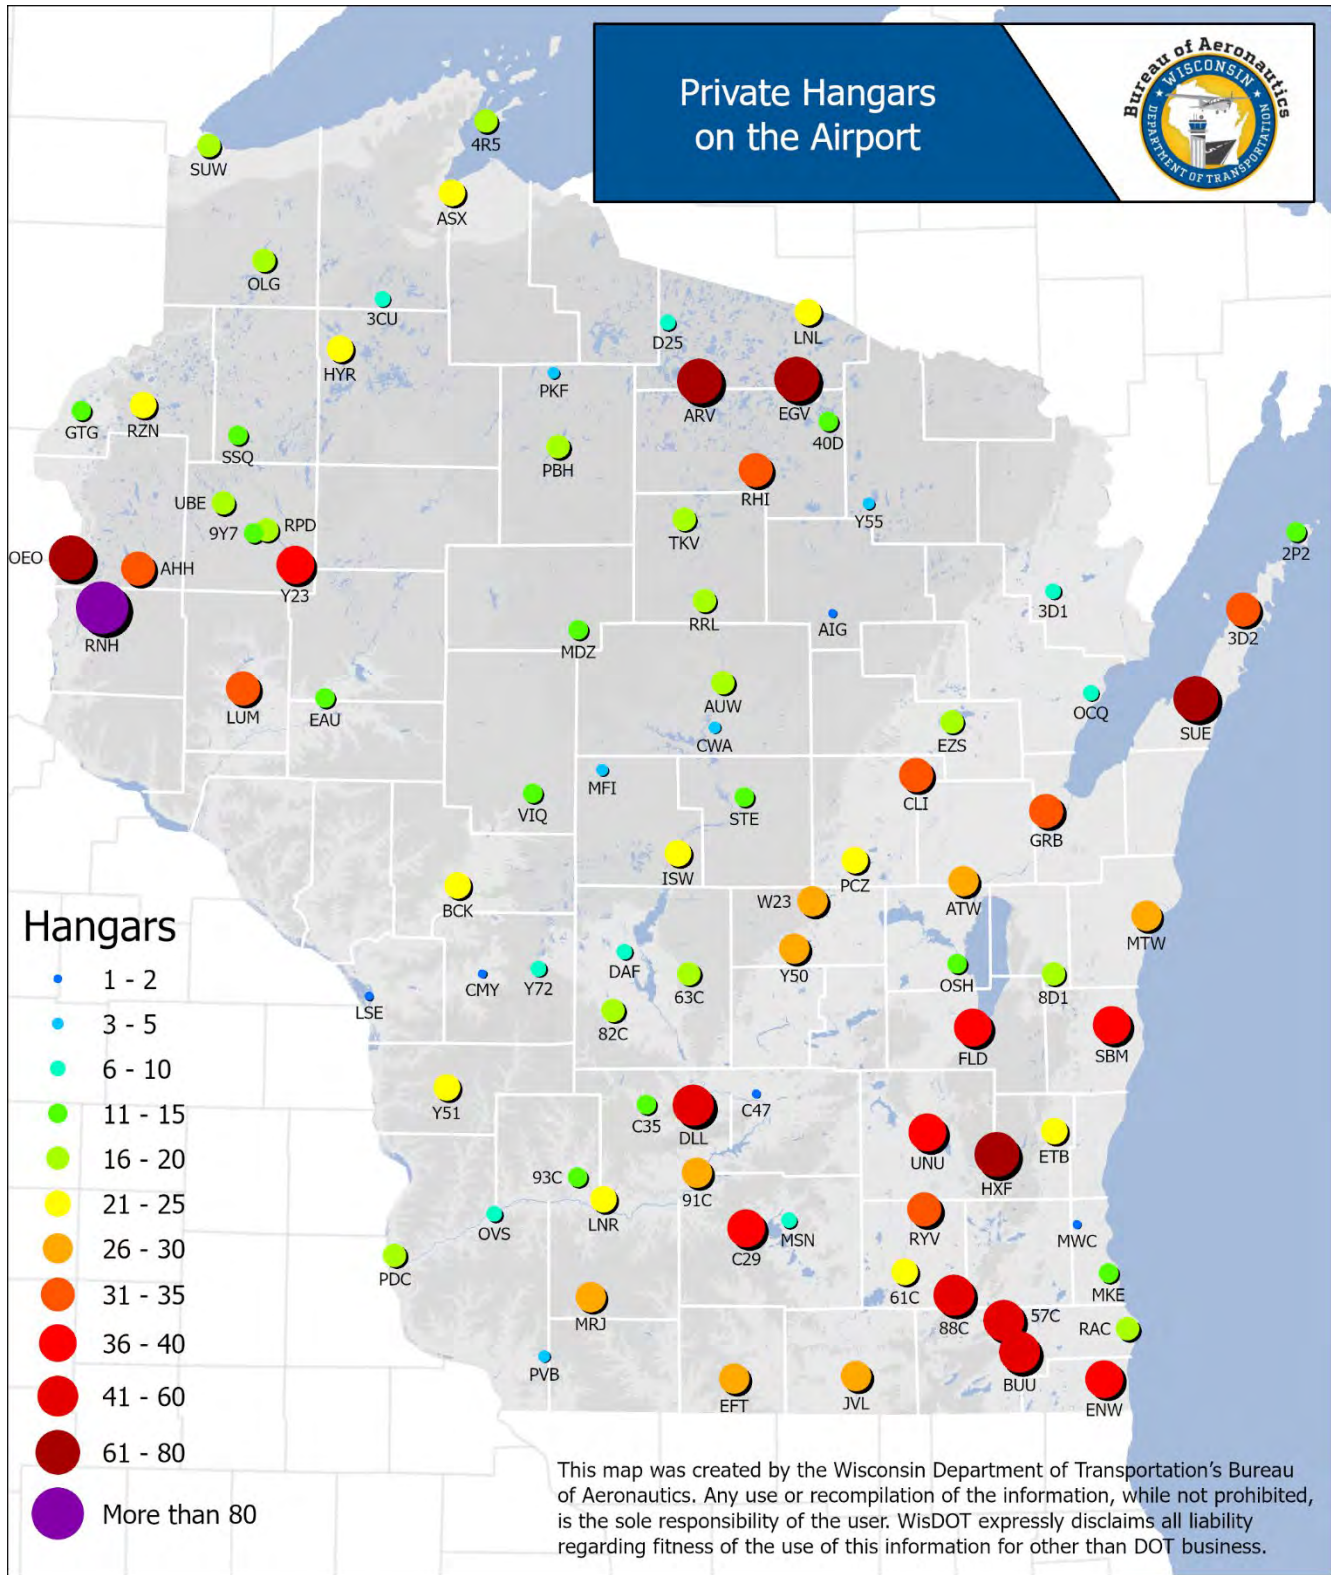 Private Hangars
on the Airport
Bureau of Aeronautics
WISCONSIN
DEPARTMENT OF TRANSPORTATION
4R5
SUW
ASX
OLG
3CU
D25
LNL
HYR
PKF
ARV
EGV
GTG
RZN
SSQ
40D
PBH
RHI
UBE
9Y7
RPD
TKV
Y55
OEO
AHH
Y23
2P2
RNH
RRL
AIG
3D1
3D2
MDZ
LUM
EAU
AUW
CWA
EZS
OCQ
SUE
MFI
VIQ
STE
CLI
GRB
ISW
PCZ
BCK
W23
ATW
MTW
Y50
DAF
CMY
Y72
63C
OSH
8D1
LSE
82C
FLD
SBM
Y51
C35
DLL
C47
UNU
HXF
ETB
93C
91C
LNR
OVS
C29
MSN
RYV
MWC
PDC
61C
MKE
MRJ
88C
57C
RAC
PVB
BUU
EFT
JVL
ENW
Hangars
1 - 2
3 - 5
6 - 10
11 - 15
16 - 20
21 - 25
26 - 30
31 - 35
36 - 40
41 - 60
61 - 80
More than 80
This map was created by the Wisconsin Department of Transportation's Bureau
of Aeronautics. Any use or recompilation of the information, while not prohibited,
is the sole responsibility of the user. WisDOT expressly disclaims all liability
regarding fitness of the use of this information for other than DOT business.